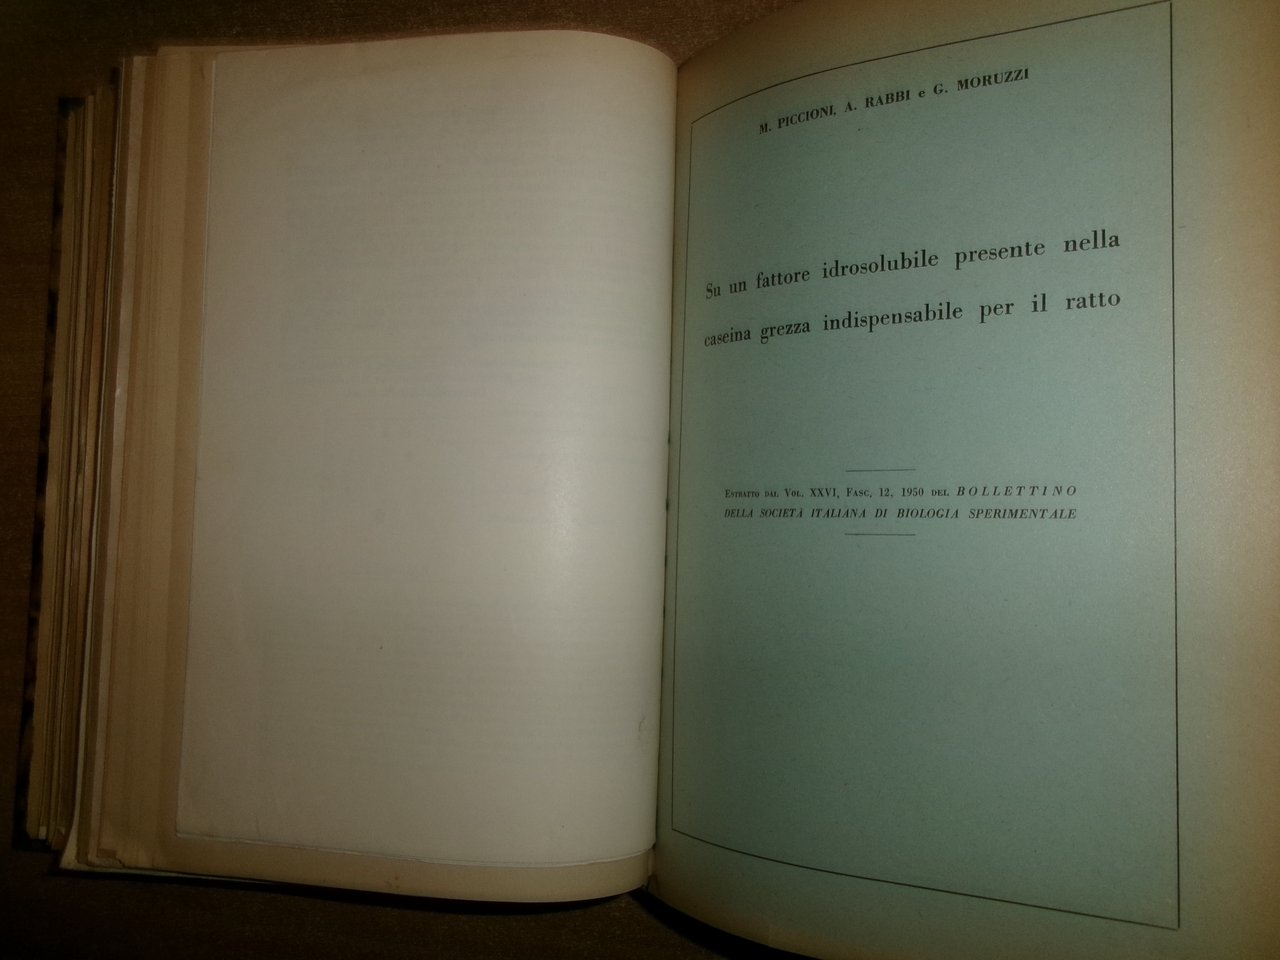 M. PICCIONI, A. RABBI e G. MORUZZI
Su un fattore idrosolubile presente nella
caseina grezza indispensabile per il ratto
ESTRATTO DAL VOL. XXVI, FASC. 12, 1950 DEL BOLLETTINO
DELLA SOCIETÀ ITALIANA DI BIOLOGIA SPERIMENTALE